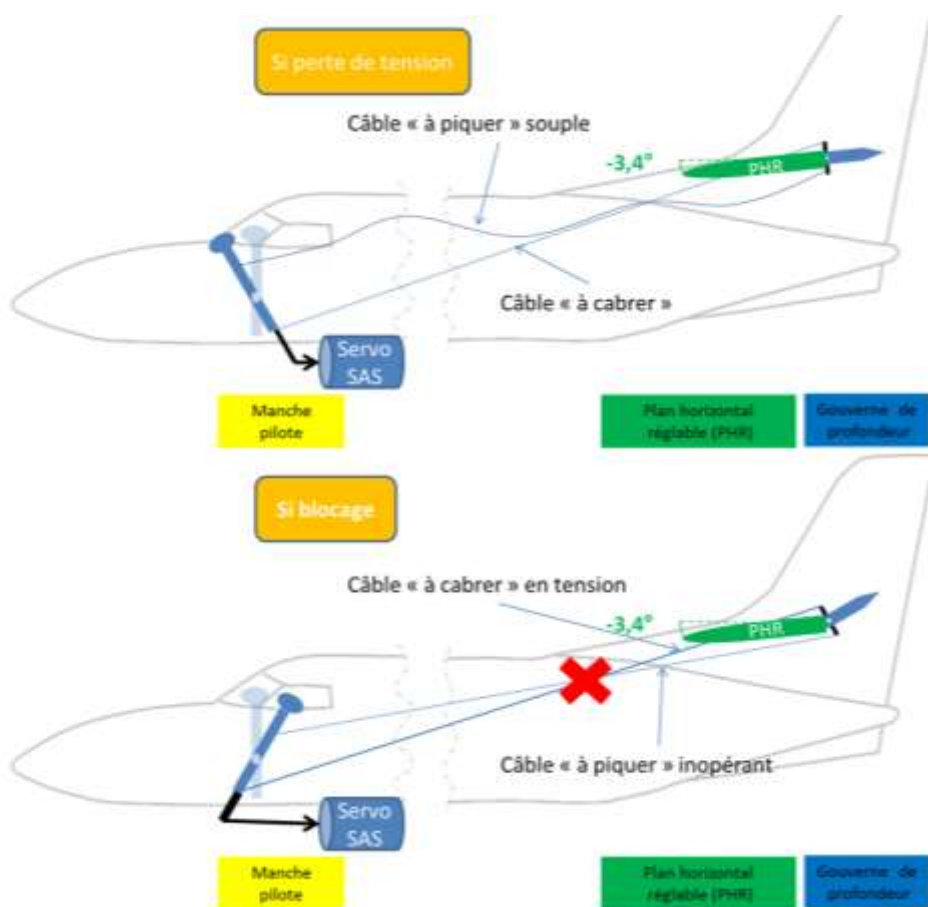 Si perte de tension
Câble « à piquer » souple
-3,4°
PHR
Câble « à cabrer »
Servo
SAS
Manche
pilote
Plan horizontal
réglable (PHR)
Gouverne de
profondeur
Si blocage
Câble « à cabrer » en tension
-3,4°
PHR
Câble « à piquer » inopérant
Servo
SAS
Manche
pilote
Plan horizontal
réglable (PHR)
Gouverne de
profondeur